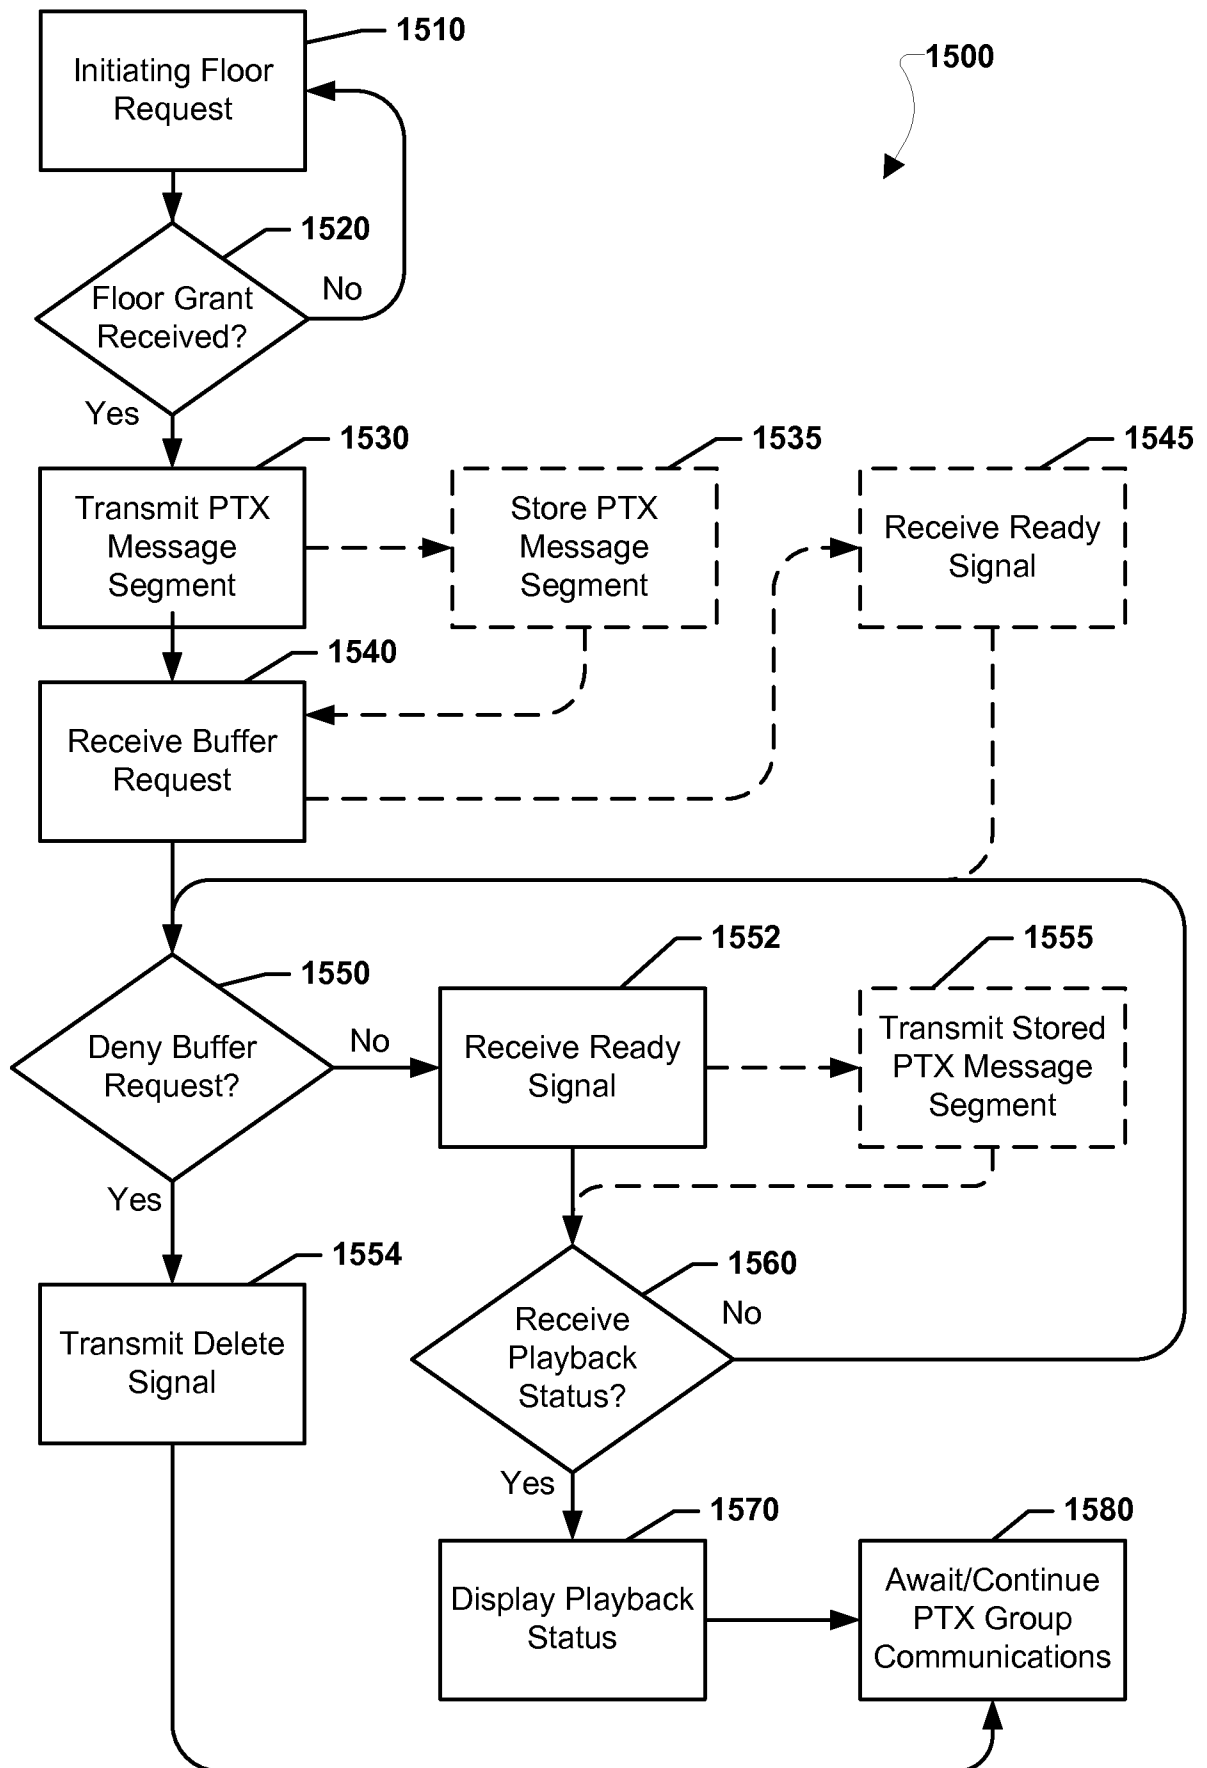 1510
1500
Initiating Floor
Request
1520
Floor Grant
Received?
No
Yes
1530
1535
1545
Transmit PTX
Message
Segment
Store PTX
Message
Segment
Receive Ready
Signal
1540
Receive Buffer
Request
1550
1552
1555
Deny Buffer
Request?
No
Receive Ready
Signal
Transmit Stored
PTX Message
Segment
Yes
1554
1560
Transmit Delete
Signal
Receive
Playback
Status?
No
Yes
1570
1580
Display Playback
Status
Await/Continue
PTX Group
Communications